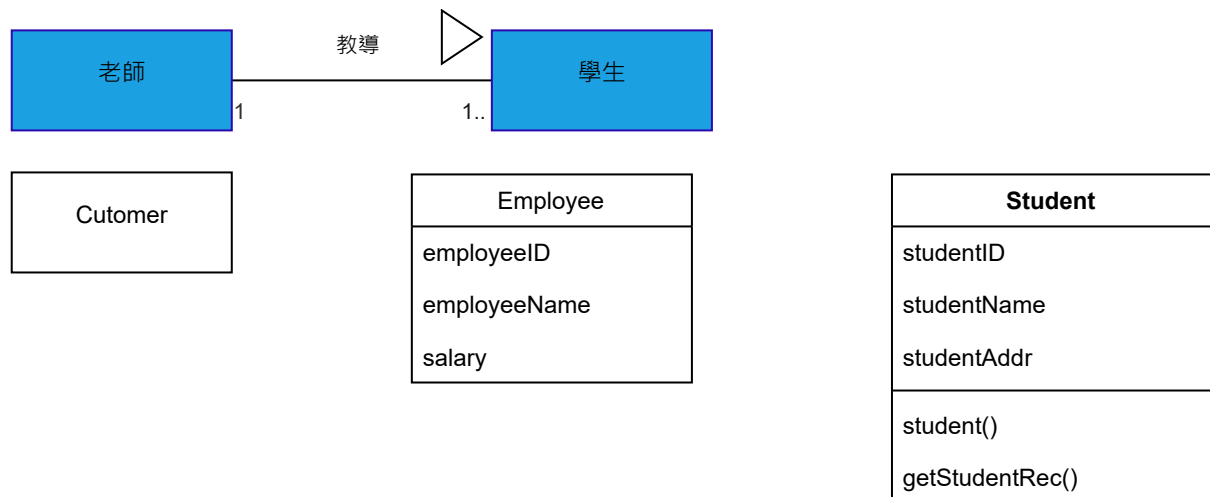 教導
老師
學生
1
1..
Cutomer
Employee
employeeID
employeeName
salary
Student
studentID
studentName
studentAddr
student()
getStudentRec()